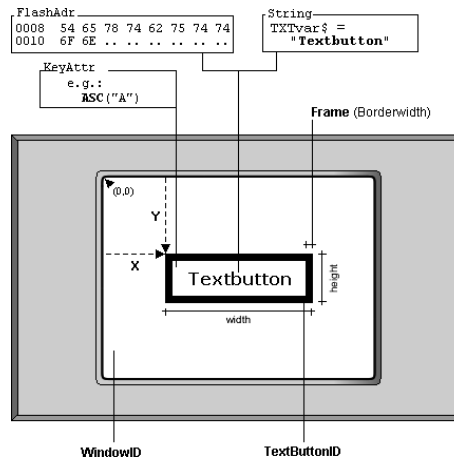 FlashAdr
0008 54 65 78 74 62 75 74 74
0010 6F 6E .. .. .. .. .. ..
String
TXTvar$ =
"Textbutton"
KeyAttr
e.g.:
ASC("A")
Frame (Borderwidth)
(0,0)
Y
X
Textbutton
height
width
WindowID
TextButtonID